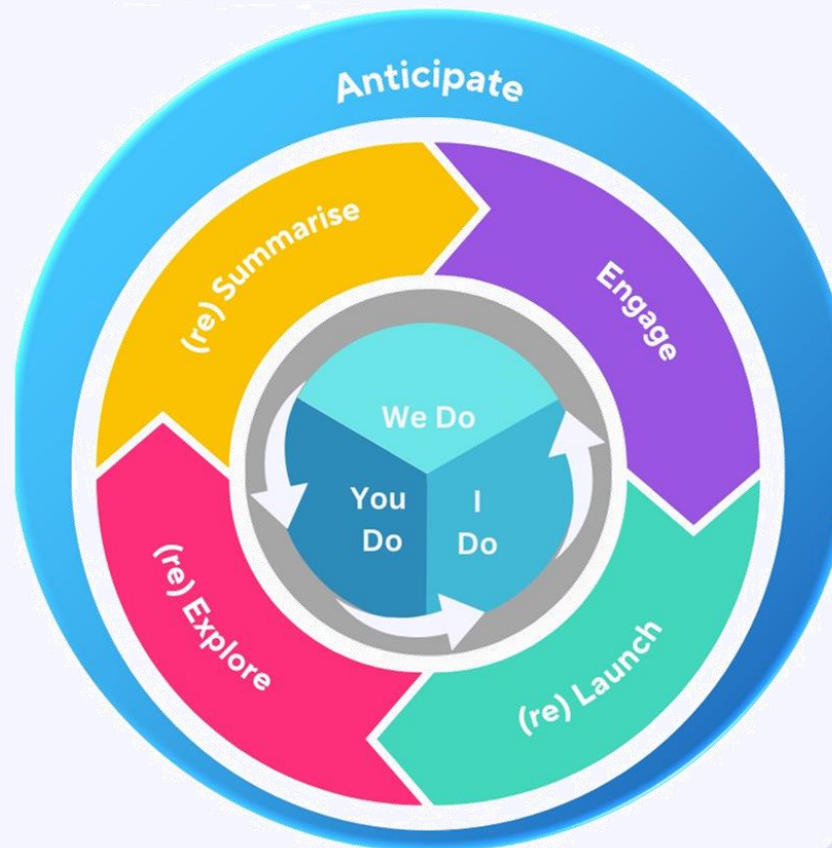 Anticipate
Engage
(re) Launch
(re) Explore
(re) Summarise
We Do
You
Do
I
Do